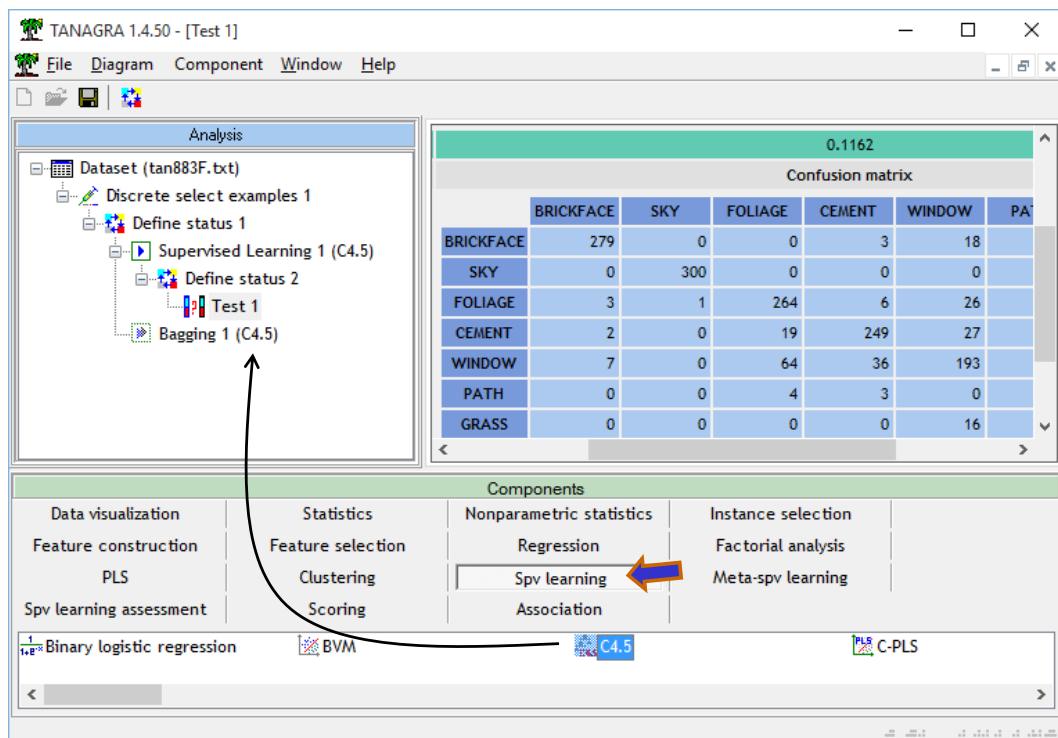 TANAGRA 1.4.50 - [Test 1]
File Diagram Component Window Help
Analysis
Dataset (tan883F.txt)
Discrete select examples 1
Define status 1
Supervised Learning 1 (C4.5)
Define status 2
Test 1
Bagging 1 (C4.5)
0.1162
Confusion matrix
BRICKFACE SKY FOLIAGE CEMENT WINDOW PAT
BRICKFACE 279 0 0 3 18
SKY 0 300 0 0 0
FOLIAGE 3 1 264 6 26
CEMENT 2 0 19 249 27
WINDOW 7 0 64 36 193
PATH 0 0 4 3 0
GRASS 0 0 0 0 16
Components
Data visualization Statistics Nonparametric statistics Instance selection
Feature construction Feature selection Regression Factorial analysis
PLS Clustering Spv learning Meta-spv learning
Spv learning assessment Scoring Association
Binary logistic regression BVM C4.5 C-PLS